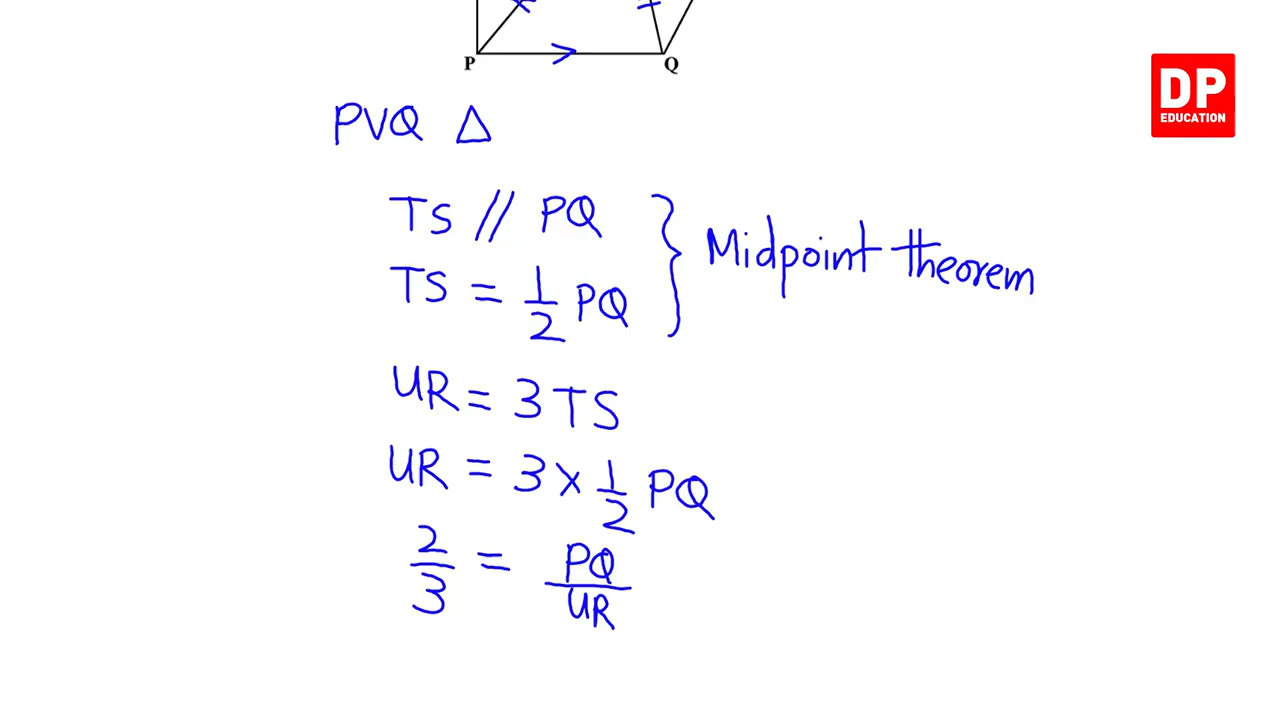 P
Q
DP
EDUCATION
PVQ Δ
TS // PQ
TS = 1/2 PQ
} Midpoint theorem
UR = 3 TS
UR = 3 × 1/2 PQ
2/3 = PQ/UR